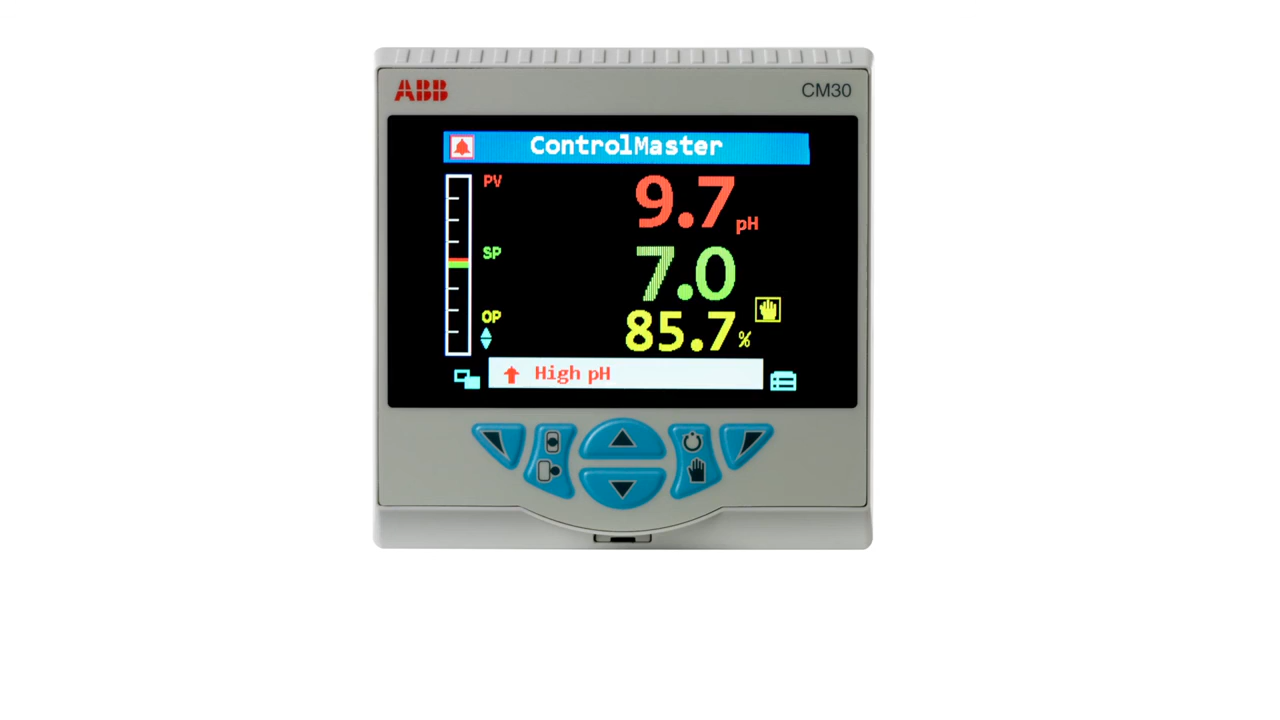 ABB CM30
ControlMaster
PV 9.7 pH
SP 7.0
OP 85.7 %
High pH